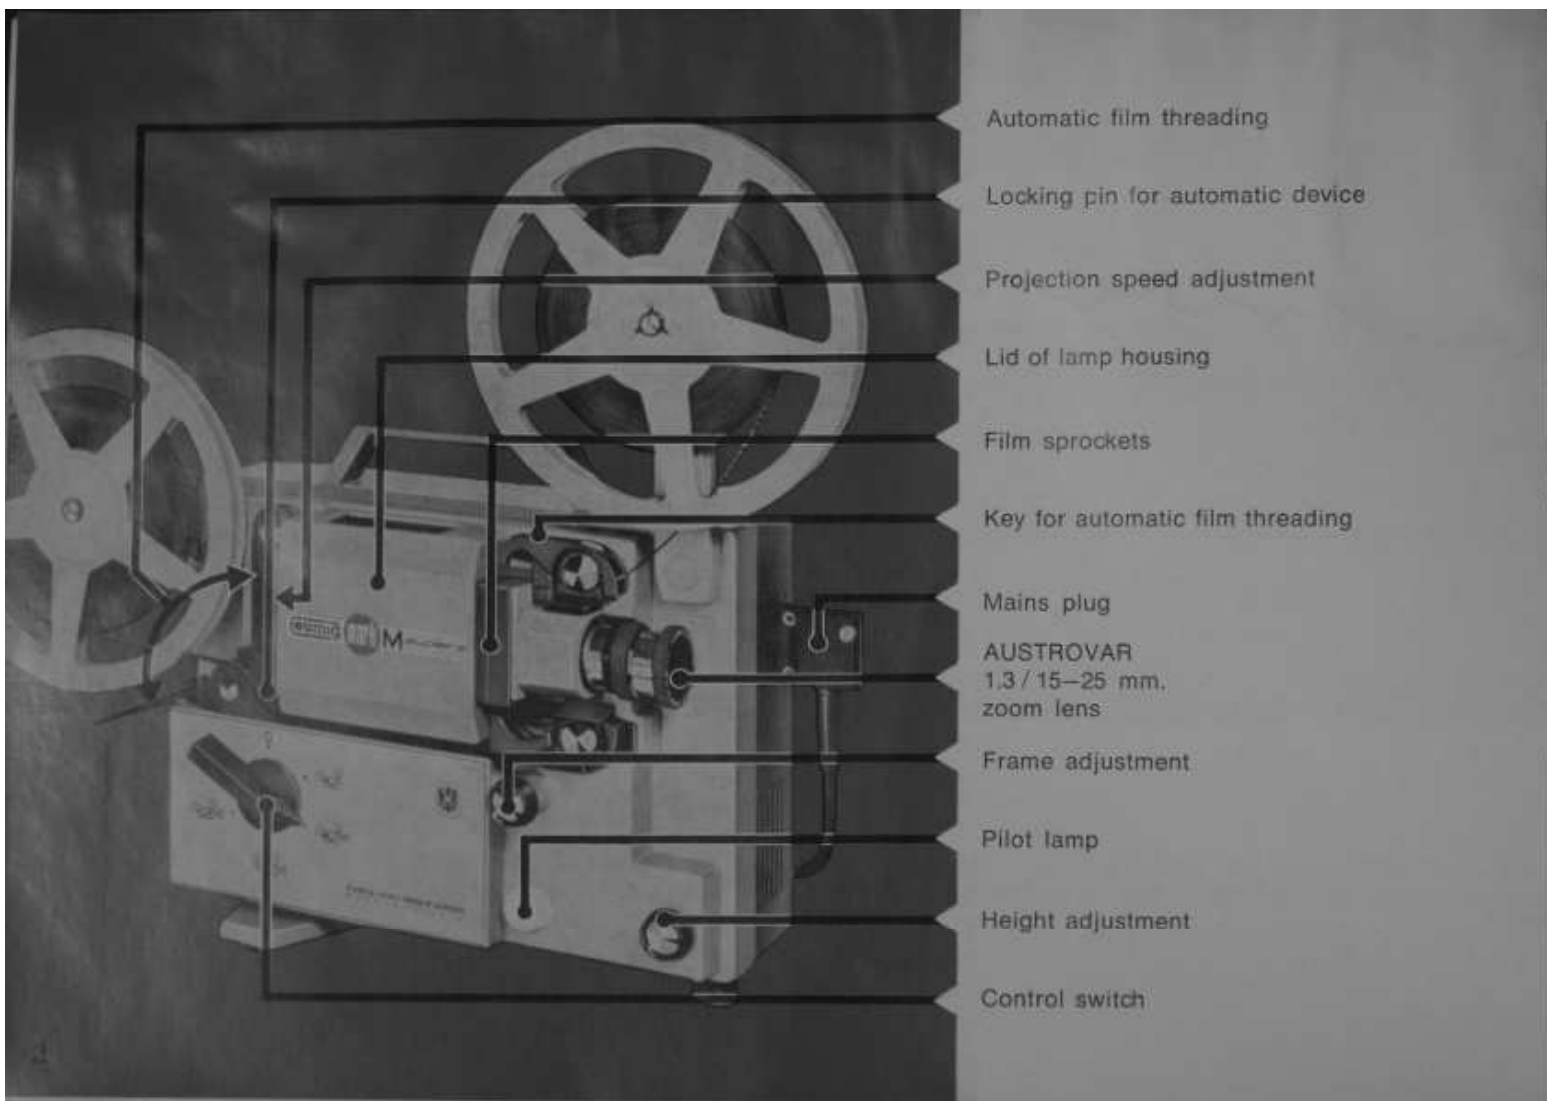 Automatic film threading
Locking pin for automatic device
Projection speed adjustment
Lid of lamp housing
Film sprockets
Key for automatic film threading
Mains plug
AUSTROVAR
1.3 / 15—25 mm.
zoom lens
Frame adjustment
Pilot lamp
Height adjustment
Control switch
eumig
M